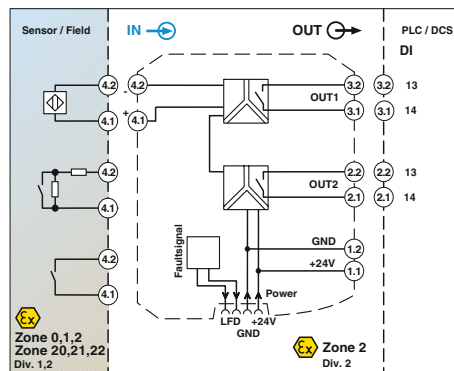 Sensor / Field
IN
OUT
PLC / DCS
DI
4.2
4.2
-
3.2
3.2
13
OUT1
4.1
+
4.1
3.1
3.1
14
4.2
2.2
2.2
13
OUT2
4.1
2.1
2.1
14
Faultsignal
GND
1.2
4.2
+24V
1.1
4.1
Power
LFD
+24V
GND
Ex
Zone 0,1,2
Zone 20,21,22
Div. 1,2
Ex
Zone 2
Div. 2